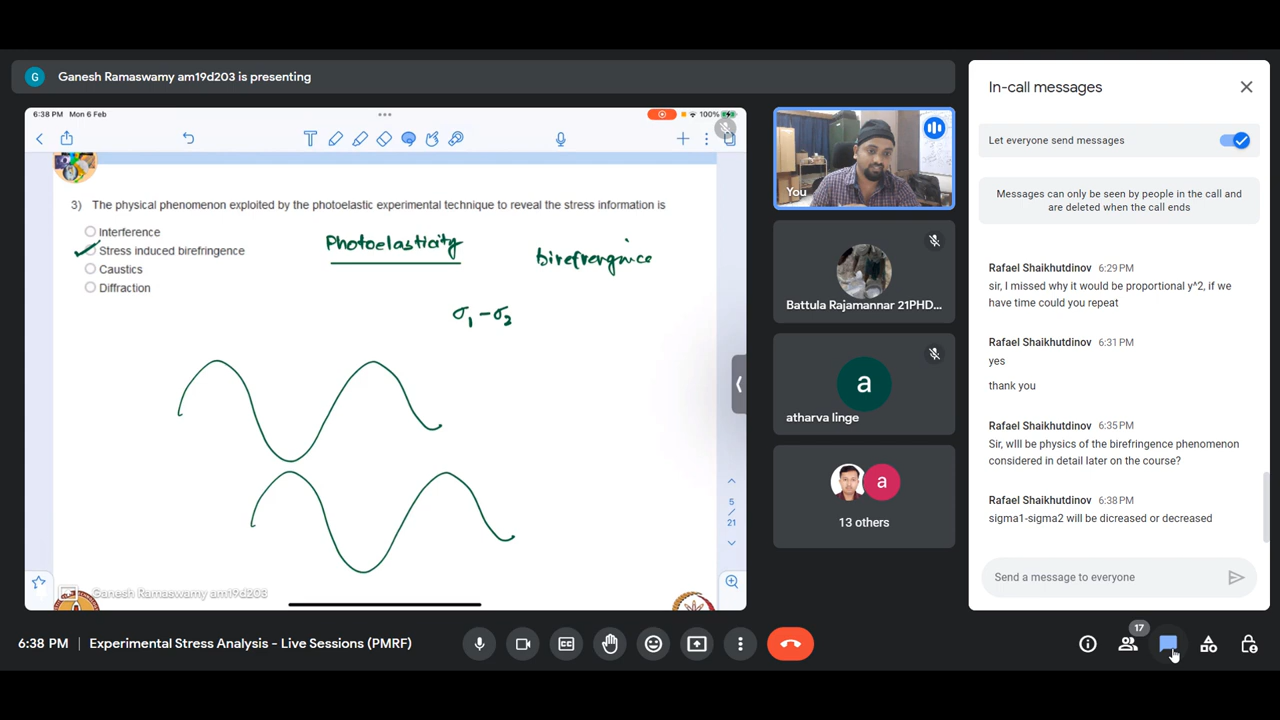 G Ganesh Ramaswamy am19d203 is presenting
6:38 PM Mon 6 Feb
100%
3) The physical phenomenon exploited by the photoelastic experimental technique to reveal the stress information is
Interference
Stress induced birefringence
Caustics
Diffraction
Photoelasticity
birefrergnice
σ1 - σ2
5
/
21
Ganesh Ramaswamy am19d203
You
Battula Rajamannar 21PHD...
a
atharva linge
a
13 others
In-call messages
Let everyone send messages
Messages can only be seen by people in the call and
are deleted when the call ends
Rafael Shaikhutdinov 6:29 PM
sir, I missed why it would be proportional y^2, if we
have time could you repeat
Rafael Shaikhutdinov 6:31 PM
yes
thank you
Rafael Shaikhutdinov 6:35 PM
Sir, wIll be physics of the birefringence phenomenon
considered in detail later on the course?
Rafael Shaikhutdinov 6:38 PM
sigma1-sigma2 will be dicreased or decreased
Send a message to everyone
6:38 PM | Experimental Stress Analysis - Live Sessions (PMRF)
CC
17